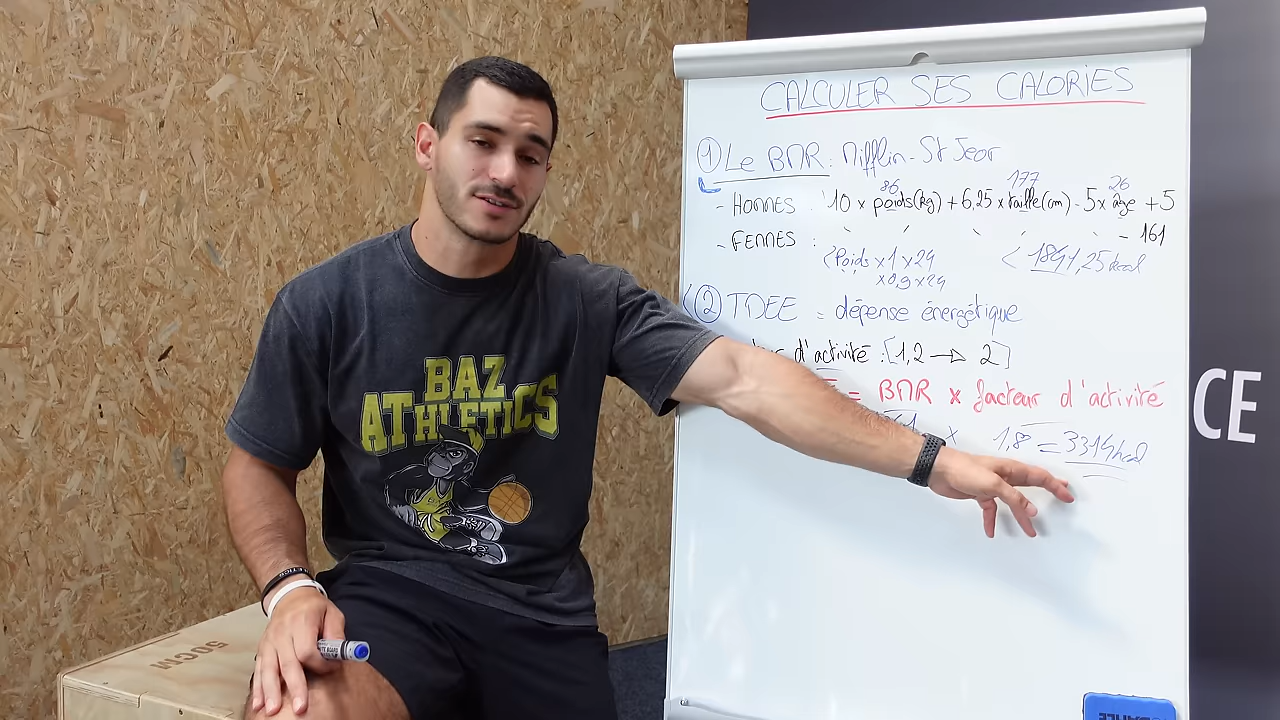 CALCULER SES CALORIES
① Le BMR : Mifflin - St Jeor
86 177 26
- HOMMES : 10 x poids(kg) + 6,25 x taille(cm) - 5 x âge + 5
- FEMMES : - 161
Poids x 1 x 24
x 0,9 x 24
1841,25 kcal
② TDEE = dépense énergétique
d'activité : [1,2 → 2]
= BMR x facteur d'activité
x 1,8 = 3314 kcal
BAZ
ATHLETICS
50CM
CE